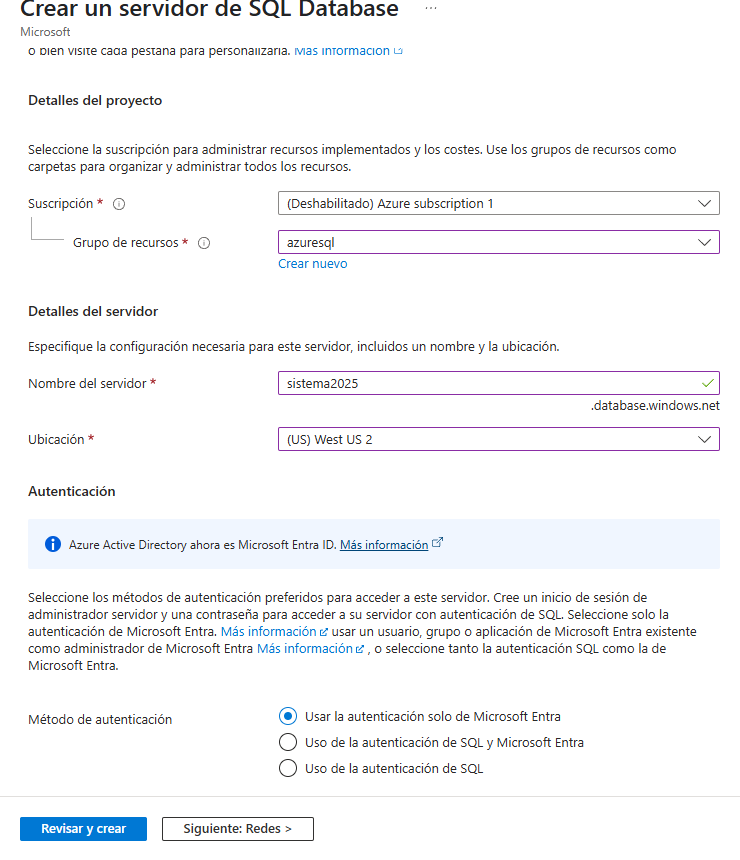 Crear un servidor de SQL Database ...
Microsoft
o bien visite cada pestaña para personalizarla. Más información
Detalles del proyecto
Seleccione la suscripción para administrar recursos implementados y los costes. Use los grupos de recursos como
carpetas para organizar y administrar todos los recursos.
Suscripción *
(Deshabilitado) Azure subscription 1
Grupo de recursos *
azuresql
Crear nuevo
Detalles del servidor
Especifique la configuración necesaria para este servidor, incluidos un nombre y la ubicación.
Nombre del servidor *
sistema2025
.database.windows.net
Ubicación *
(US) West US 2
Autenticación
Azure Active Directory ahora es Microsoft Entra ID. Más información
Seleccione los métodos de autenticación preferidos para acceder a este servidor. Cree un inicio de sesión de
administrador servidor y una contraseña para acceder a su servidor con autenticación de SQL. Seleccione solo la
autenticación de Microsoft Entra. Más información usar un usuario, grupo o aplicación de Microsoft Entra existente
como administrador de Microsoft Entra Más información , o seleccione tanto la autenticación SQL como la de
Microsoft Entra.
Método de autenticación
Usar la autenticación solo de Microsoft Entra
Uso de la autenticación de SQL y Microsoft Entra
Uso de la autenticación de SQL
Revisar y crear
Siguiente: Redes >